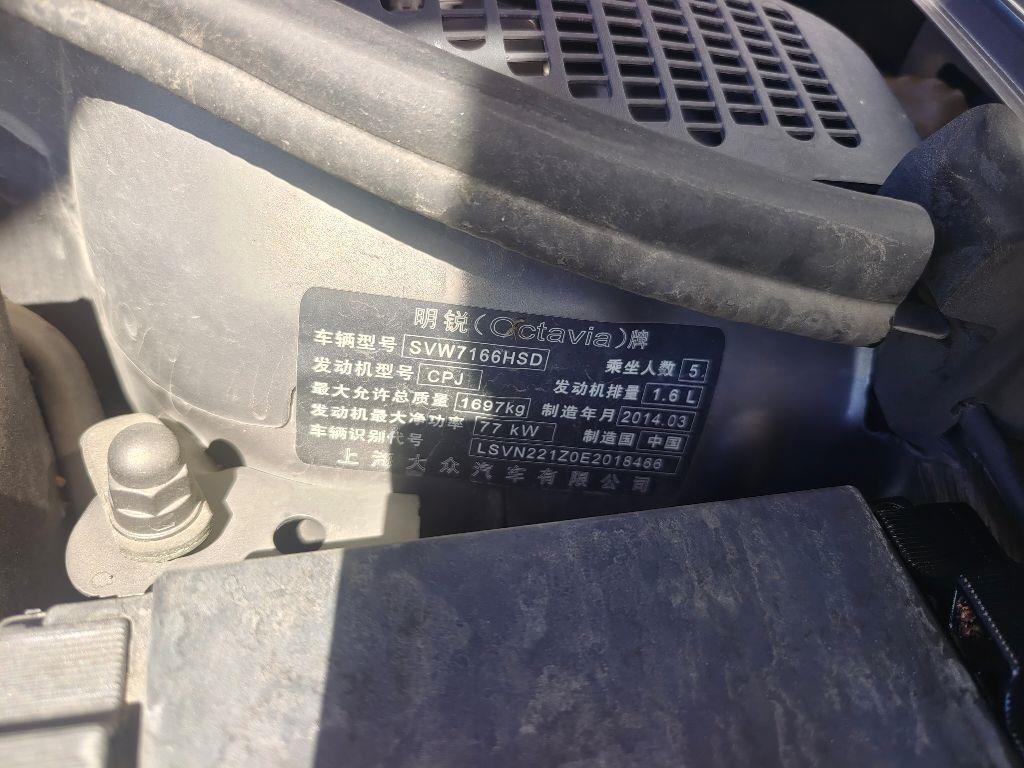 明锐(Octavia)牌
车辆型号 SVW7166HSD 乘坐人数 5.
发动机型号 CPJ 发动机排量 1.6 L
最大允许总质量 1697kg 制造年月 2014.03
发动机最大净功率 77 kW 制造国 中国
车辆识别代号 LSVN221Z0E2018466
上汽大众汽车有限公司